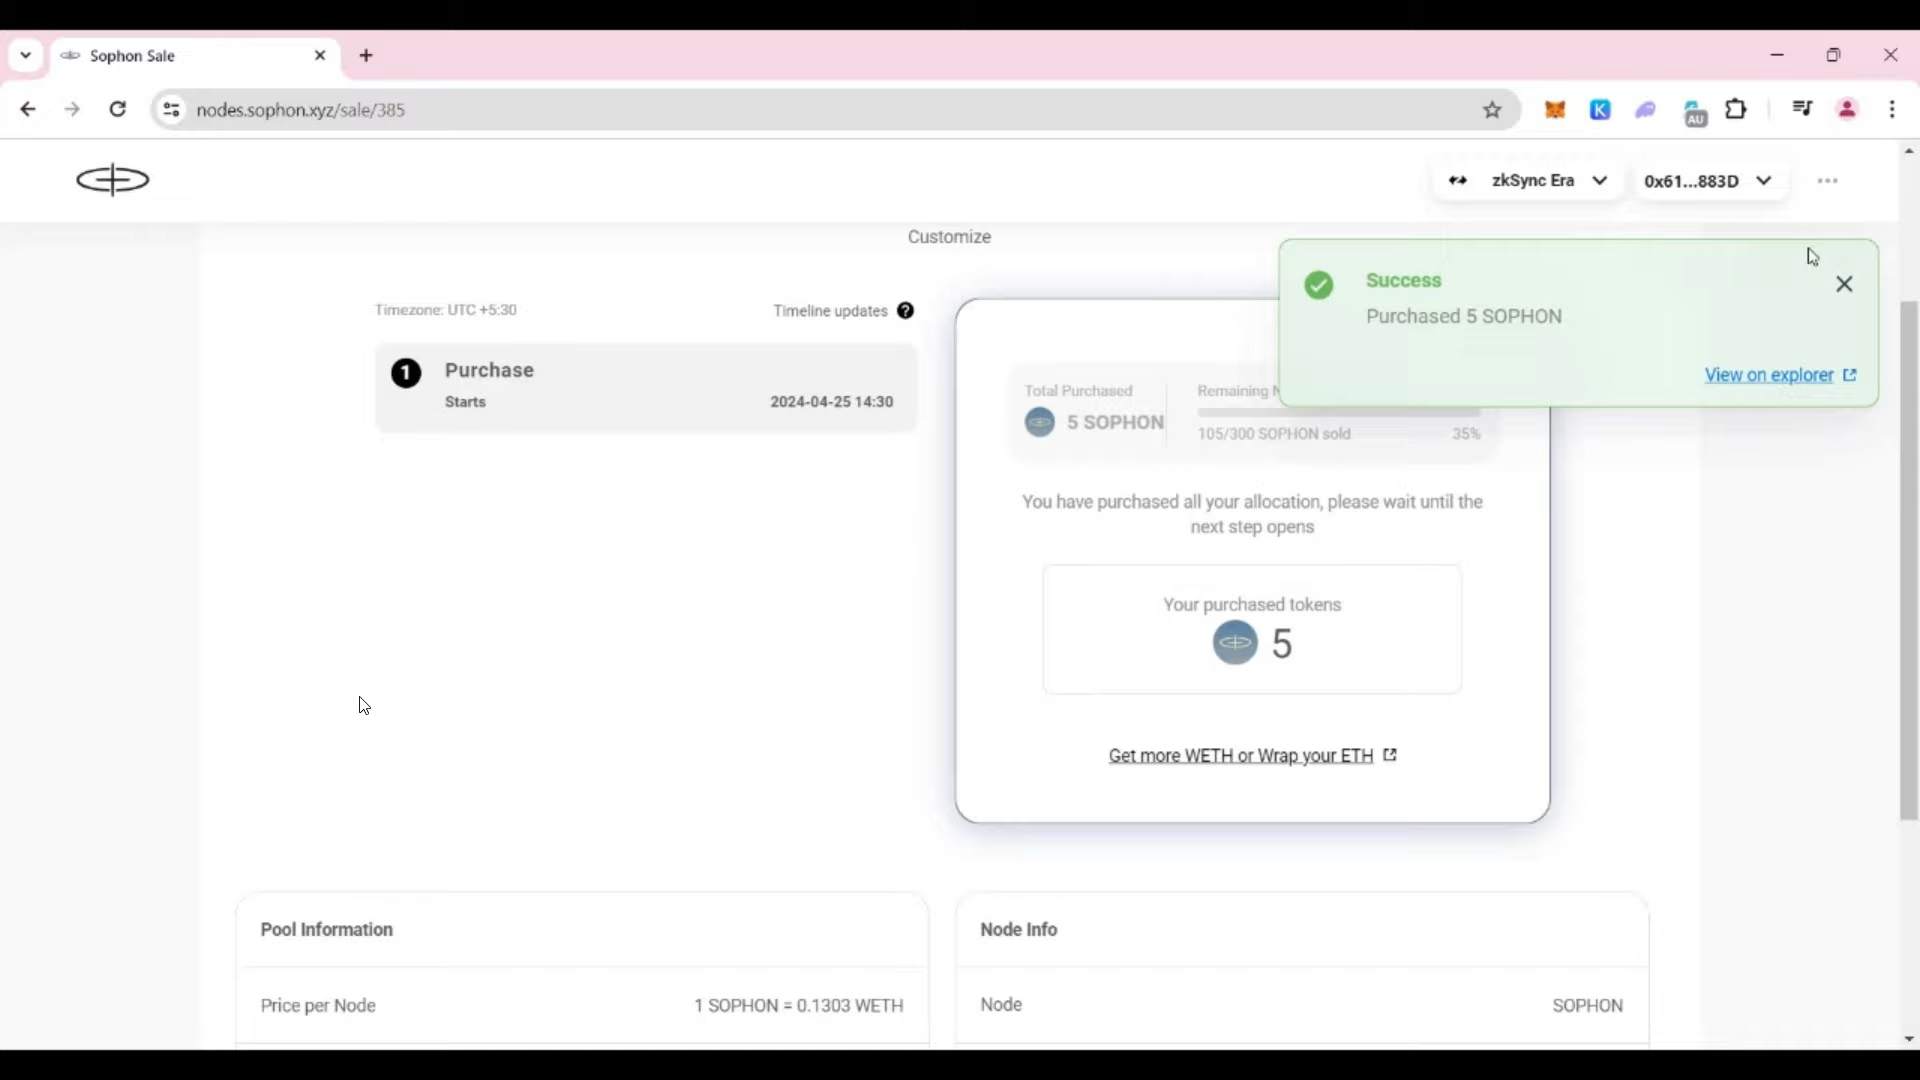 Sophon Sale
nodes.sophon.xyz/sale/385
K
AU
zkSync Era
0x61...883D
Customize
Success
Purchased 5 SOPHON
View on explorer
Timezone: UTC +5:30
Timeline updates ?
1 Purchase
Starts 2024-04-25 14:30
Total Purchased
5 SOPHON
Remaining N
105/300 SOPHON sold 35%
You have purchased all your allocation, please wait until the
next step opens
Your purchased tokens
5
Get more WETH or Wrap your ETH
Pool Information
Price per Node 1 SOPHON = 0.1303 WETH
Node Info
Node SOPHON